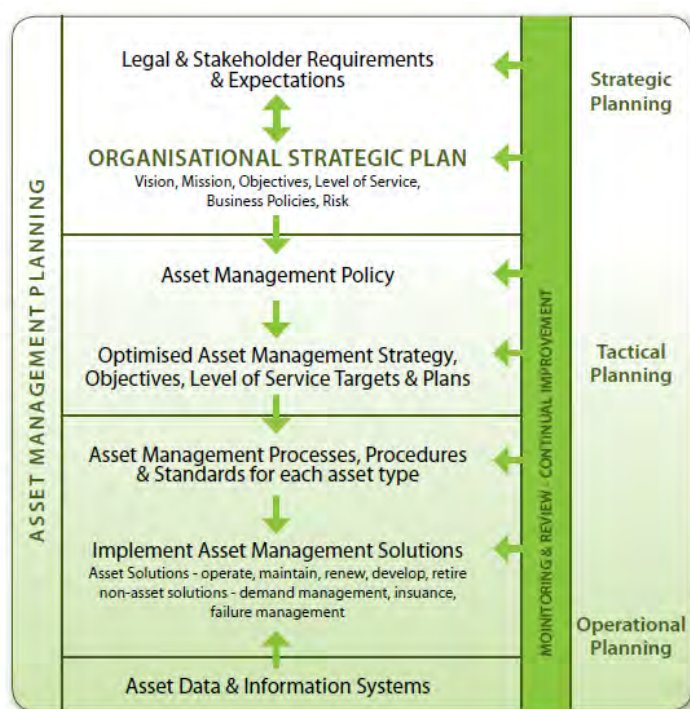 ASSET MANAGEMENT PLANNING
Legal & Stakeholder Requirements
& Expectations
ORGANISATIONAL STRATEGIC PLAN
Vision, Mission, Objectives, Level of Service,
Business Policies, Risk
Asset Management Policy
Optimised Asset Management Strategy,
Objectives, Level of Service Targets & Plans
Asset Management Processes, Procedures
& Standards for each asset type
Implement Asset Management Solutions
Asset Solutions - operate, maintain, renew, develop, retire
non-asset solutions - demand management, insuance,
failure management
Asset Data & Information Systems
MOINITORING & REVIEW - CONTINUAL IMPROVEMENT
Strategic
Planning
Tactical
Planning
Operational
Planning